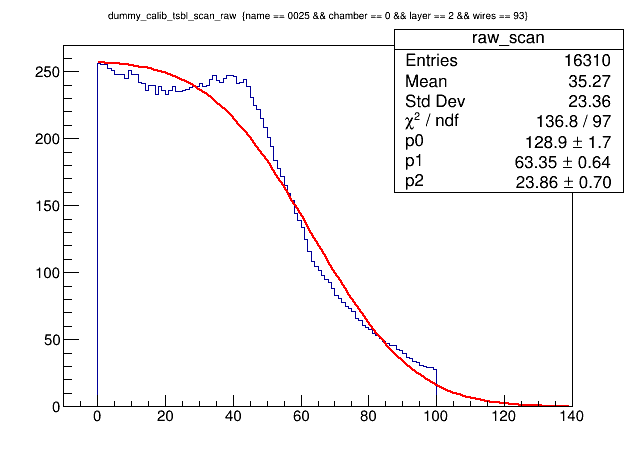 dummy_calib_tsbl_scan_raw {name == 0025 && chamber == 0 && layer == 2 && wires == 93}
raw_scan
Entries 16310
Mean 35.27
Std Dev 23.36
χ² / ndf 136.8 / 97
p0 128.9 ± 1.7
p1 63.35 ± 0.64
p2 23.86 ± 0.70
250
200
150
100
50
0
0 20 40 60 80 100 120 140